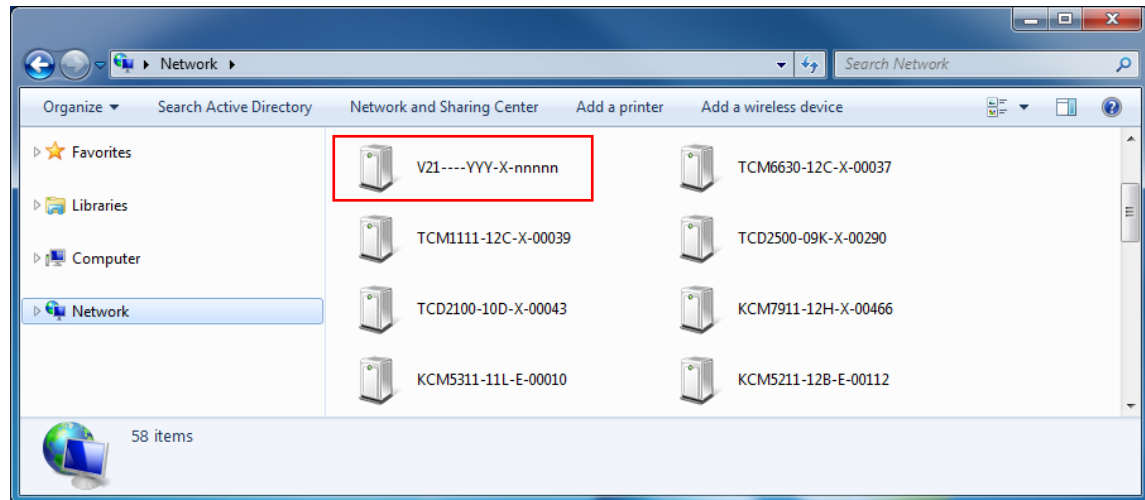 Network
Search Network
Organize Search Active Directory Network and Sharing Center Add a printer Add a wireless device
Favorites
Libraries
Computer
Network
V21----YYY-X-nnnnn
TCM6630-12C-X-00037
TCM1111-12C-X-00039
TCD2500-09K-X-00290
TCD2100-10D-X-00043
KCM7911-12H-X-00466
KCM5311-11L-E-00010
KCM5211-12B-E-00112
58 items